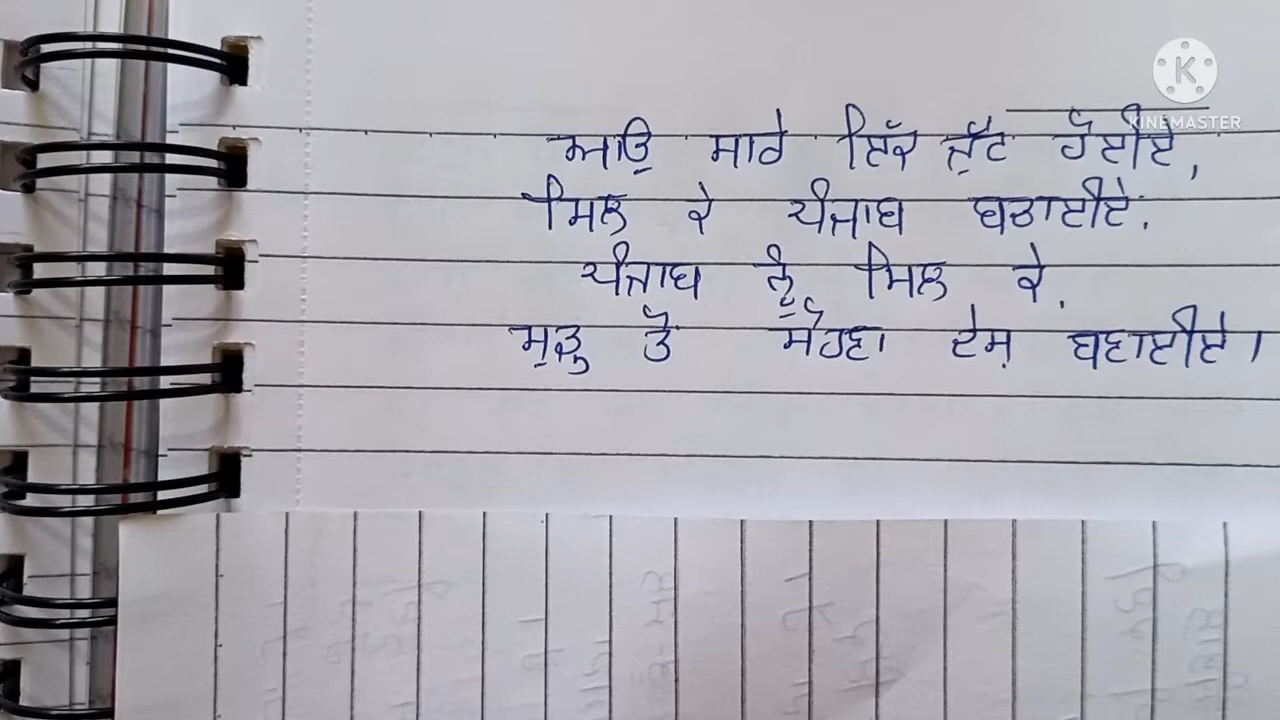 KINEMASTER
ਆਓੁ ਸਾਰੇ ਇੱਕ ਜੁੱਟ ਹੋਈਏ,
ਮਿਲ ਕੇ ਪੰਜਾਬ ਬਚਾਈਏ.
ਪੰਜਾਬ ਨੂੰ ਮਿਲ ਕੇ.
ਮੁੜ ਤੋਂ ਸੋਹਣਾ ਦੇਸ਼ ਬਣਾਈਏ।